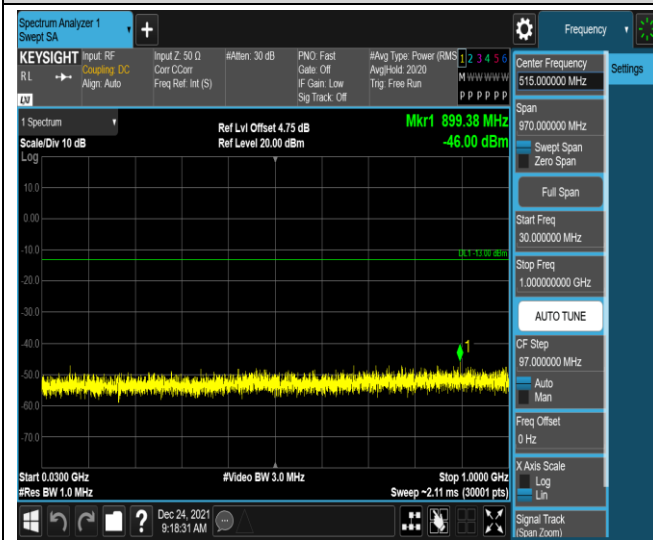 Spectrum Analyzer 1
Swept SA
+
Frequency
KEYSIGHT
RL
LXI
Input: RF
Coupling: DC
Align: Auto
Input Z: 50 Ω
Corr CCorr
Freq Ref: Int (S)
#Atten: 30 dB
PNO: Fast
Gate: Off
IF Gain: Low
Sig Track: Off
#Avg Type: Power (RMS
Avg|Hold: 20/20
Trig: Free Run
1 2 3 4 5 6
M W W W W W
P P P P P P
1 Spectrum
Scale/Div 10 dB
Log
Ref Lvl Offset 4.75 dB
Ref Level 20.00 dBm
Mkr1 899.38 MHz
-46.00 dBm
10.0
0.00
-10.0
-20.0
-30.0
-40.0
-50.0
-60.0
-70.0
DL1 -13.00 dBm
1
Start 0.0300 GHz
#Res BW 1.0 MHz
#Video BW 3.0 MHz
Stop 1.0000 GHz
Sweep ~2.11 ms (30001 pts)
?
Dec 24, 2021
9:18:31 AM
Center Frequency
515.000000 MHz
Span
970.000000 MHz
Swept Span
Zero Span
Full Span
Start Freq
30.000000 MHz
Stop Freq
1.000000000 GHz
AUTO TUNE
CF Step
97.000000 MHz
Auto
Man
Freq Offset
0 Hz
X Axis Scale
Log
Lin
Signal Track
(Span Zoom)
Settings